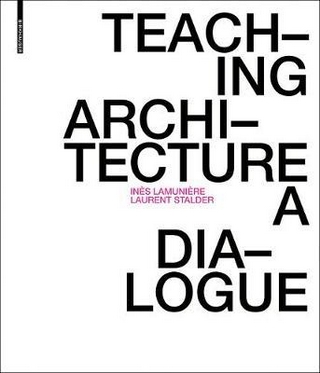 TEACH–
ING
ARCHI–
TECTURE
INÈS LAMUNIÈRE
LAURENT STALDER
A
DIA–
LOGUE